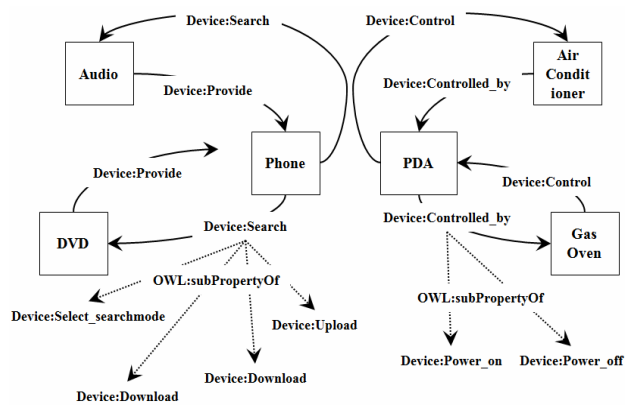 Device:Search
Device:Control
Audio
Air
Condit
ioner
Device:Provide
Device:Controlled_by
Device:Provide
Phone
PDA
Device:Control
DVD
Device:Search
Device:Controlled_by
Gas
Oven
OWL:subPropertyOf
OWL:subPropertyOf
Device:Select_searchmode
Device:Upload
Device:Power_on
Device:Power_off
Device:Download
Device:Download